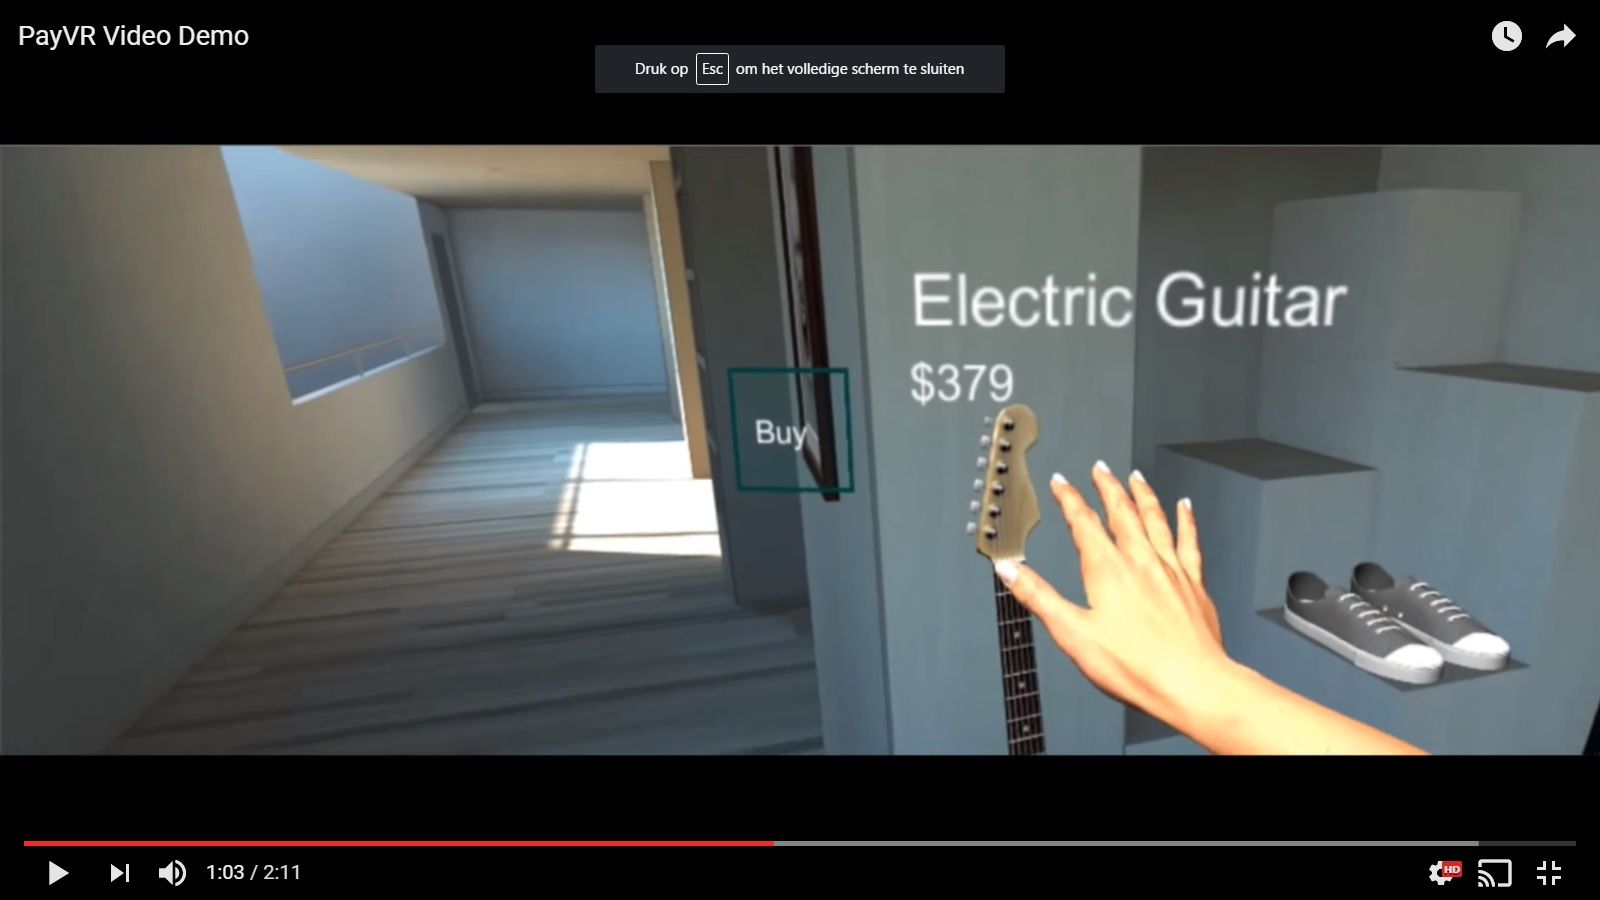 PayVR Video Demo
Druk op Esc om het volledige scherm te sluiten
Electric Guitar
$379
Buy
1:03 / 2:11
HD